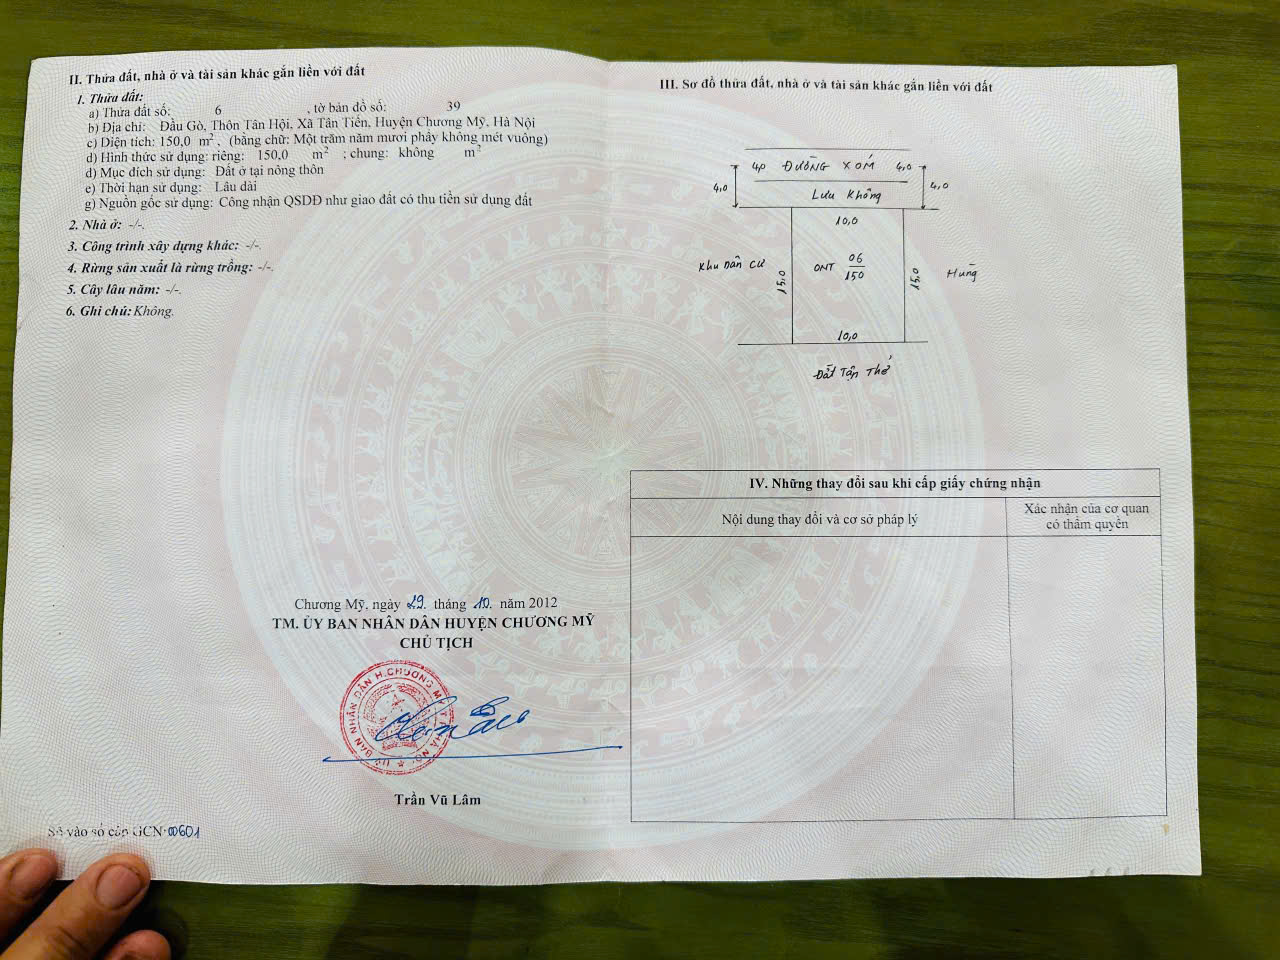 II. Thửa đất, nhà ở và tài sản khác gắn liền với đất
1. Thửa đất:
a) Thửa đất số: 6 , tờ bản đồ số: 39
b) Địa chỉ: Đầu Gò, Thôn Tân Hội, Xã Tân Tiến, Huyện Chương Mỹ, Hà Nội
c) Diện tích: 150,0 m², (bằng chữ: Một trăm năm mươi phảy không mét vuông)
d) Hình thức sử dụng: riêng: 150.0 m² ; chung: không m²
d) Mục đích sử dụng: Đất ở tại nông thôn
e) Thời hạn sử dụng: Lâu dài
g) Nguồn gốc sử dụng: Công nhận QSDĐ như giao đất có thu tiền sử dụng đất
2. Nhà ở: -/-.
3. Công trình xây dựng khác: -/-.
4. Rừng sản xuất là rừng trồng: -/-.
5. Cây lâu năm: -/-.
6. Ghi chú: Không.
Chương Mỹ, ngày 29. tháng 10. năm 2012
TM. ỦY BAN NHÂN DÂN HUYỆN CHƯƠNG MỸ
CHỦ TỊCH
Trần Vũ Lâm
Số vào sổ cấp GCN: 00601
III. Sơ đồ thửa đất, nhà ở và tài sản khác gắn liền với đất
4,0 ĐƯỜNG XÓM 4,0
4,0 Lưu Không 4,0
10,0
Khu Dân Cư 15,0 ONT 06 15,0 Hùng
150
10,0
Đất Tập Thể
IV. Những thay đổi sau khi cấp giấy chứng nhận
Nội dung thay đổi và cơ sở pháp lý
Xác nhận của cơ quan
có thẩm quyền